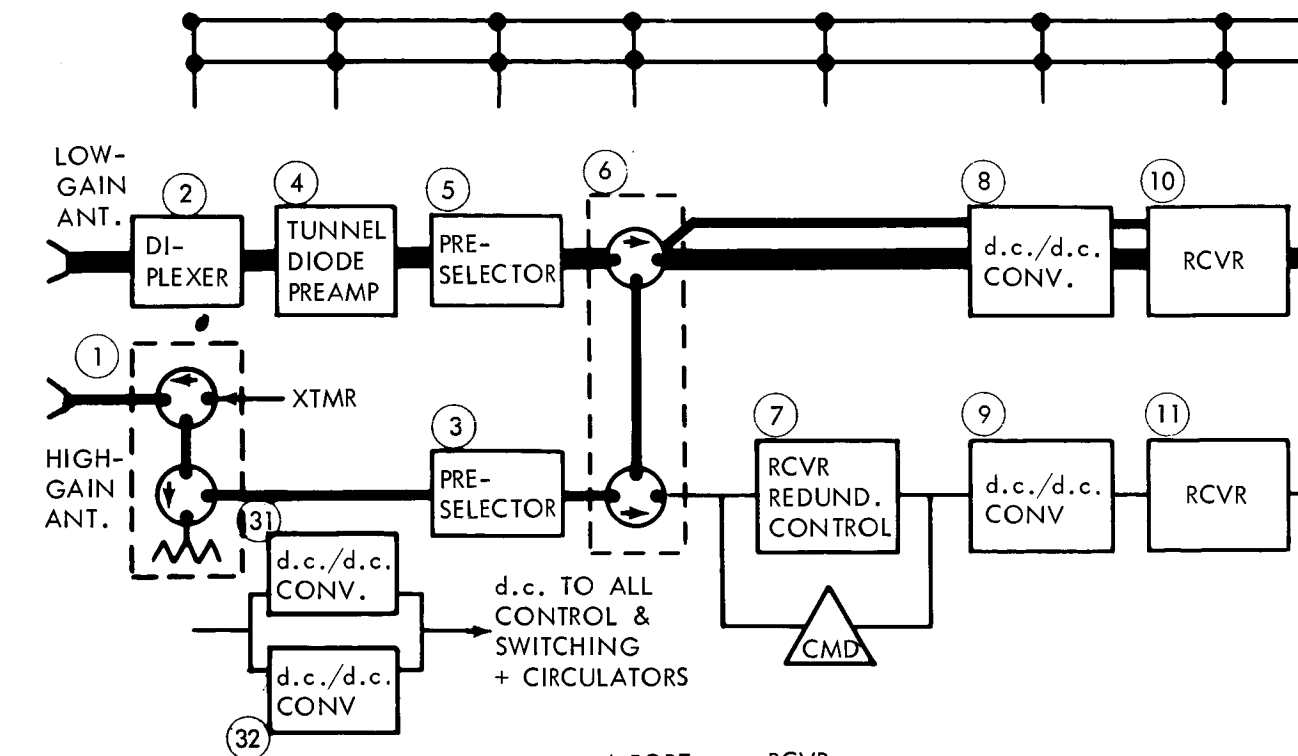 LOW-
GAIN
ANT.
2
DI-
PLEXER
4
TUNNEL
DIODE
PREAMP
5
PRE-
SELECTOR
6
8
d.c./d.c.
CONV.
10
RCVR
1
XTMR
HIGH-
GAIN
ANT.
3
PRE-
SELECTOR
7
RCVR
REDUND.
CONTROL
CMD
9
d.c./d.c.
CONV
11
RCVR
31
d.c./d.c.
CONV.
d.c. TO ALL
CONTROL &
SWITCHING
+ CIRCULATORS
d.c./d.c.
CONV
32
RCVR